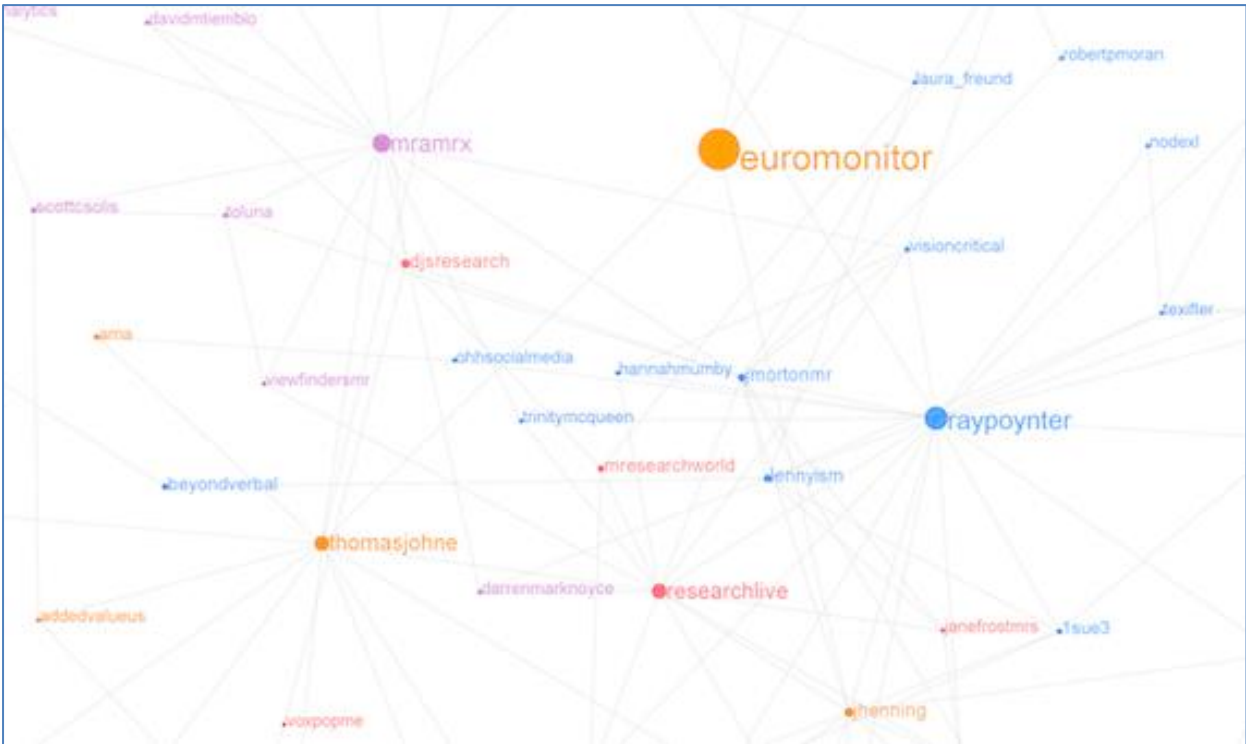 davidmtiemblo
robertpmoran
laura_freund
mramrx
nodexl
euromonitor
scottcsolis
toluna
visioncritical
djsresearch
texifter
ama
ohhsocialmedia
hannahmumby
jmortonmr
viewfindersmr
trinitymcqueen
raypoynter
mresearchworld
lennyism
beyondverbal
thomasjohne
darrenmarknoyce
researchlive
addedvalueus
janefrostmrs
1sue3
jhenning
voxpopme